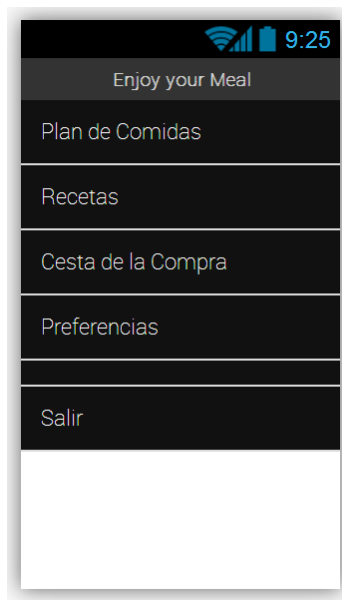 9:25
Enjoy your Meal
Plan de Comidas
Recetas
Cesta de la Compra
Preferencias
Salir